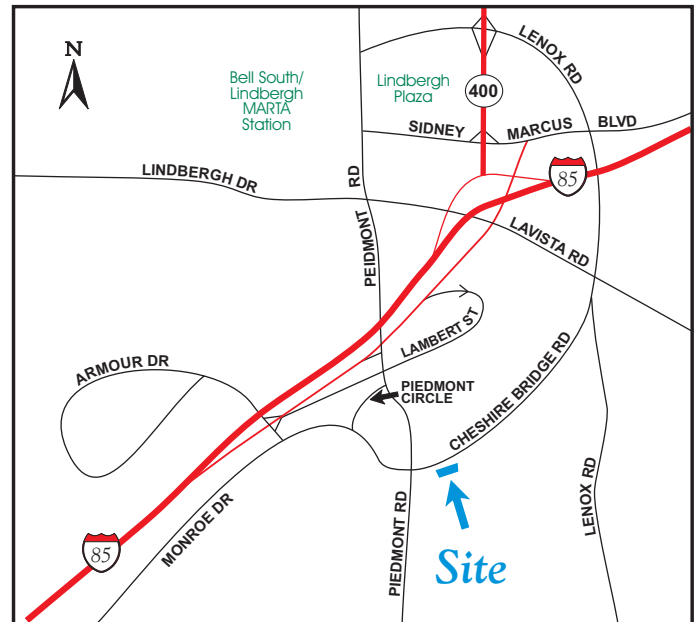 N
Bell South/
Lindbergh
MARTA
Station
Lindbergh
Plaza
400
LENOX RD
SIDNEY MARCUS BLVD
85
LINDBERGH DR
PEIDMONT RD
LAVISTA RD
LAMBERT ST
ARMOUR DR
PIEDMONT
CIRCLE
CHESHIRE BRIDGE RD
MONROE DR
PIEDMONT RD
LENOX RD
85
Site